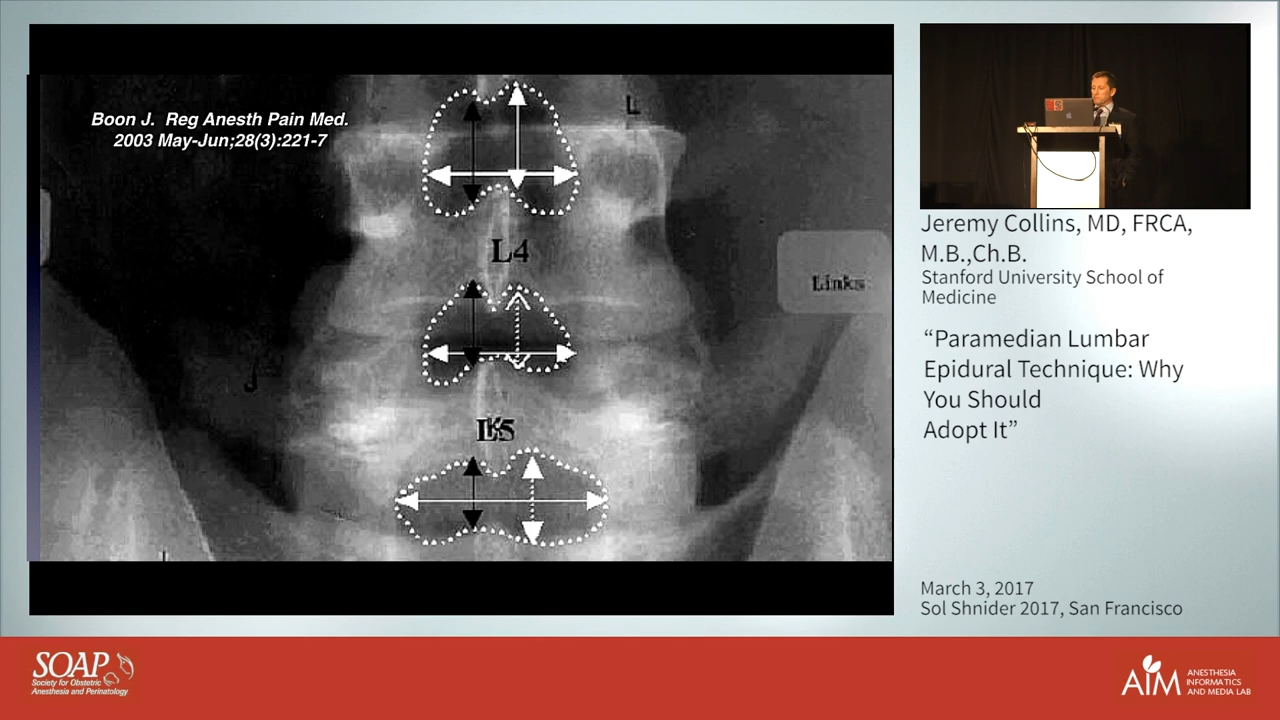 Boon J. Reg Anesth Pain Med.
2003 May-Jun;28(3):221-7
L
L4
Links
L5
Jeremy Collins, MD, FRCA,
M.B.,Ch.B.
Stanford University School of
Medicine
“Paramedian Lumbar
Epidural Technique: Why
You Should
Adopt It”
March 3, 2017
Sol Shnider 2017, San Francisco
SOAP
Society for Obstetric
Anesthesia and Perinatology
AIM
ANESTHESIA
INFORMATICS
AND MEDIA LAB